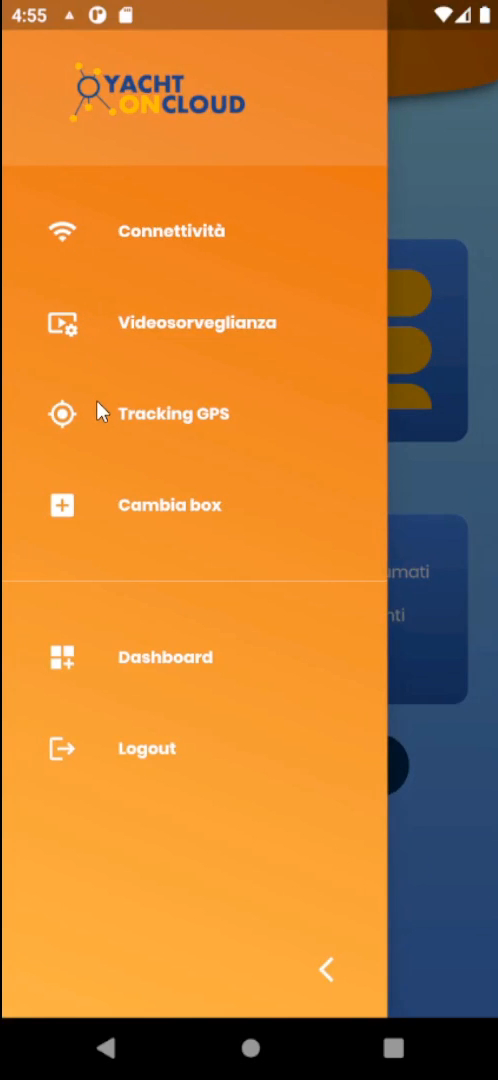 4:55
YACHT
ONCLOUD
Connettività
Videosorveglianza
Tracking GPS
Cambia box
Dashboard
Logout